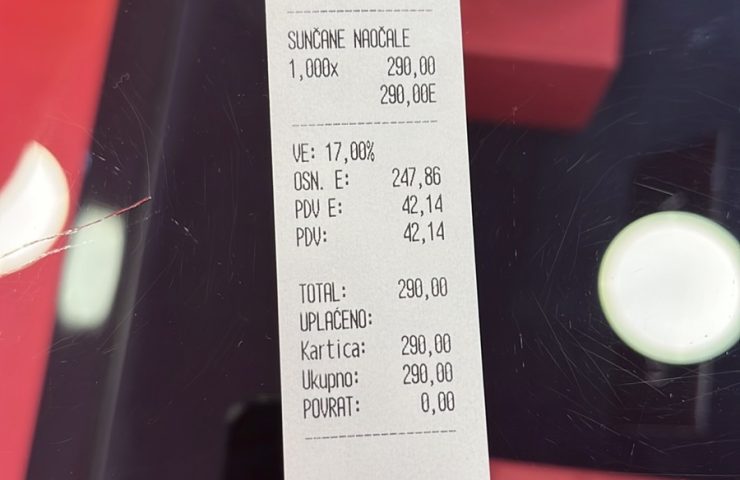 SUNČANE NAOČALE
1,000x 290,00
290,00E
VE: 17,00%
OSN. E: 247,86
PDV E: 42,14
PDV: 42,14
TOTAL: 290,00
UPLAĆENO:
Kartica: 290,00
Ukupno: 290,00
POVRAT: 0,00